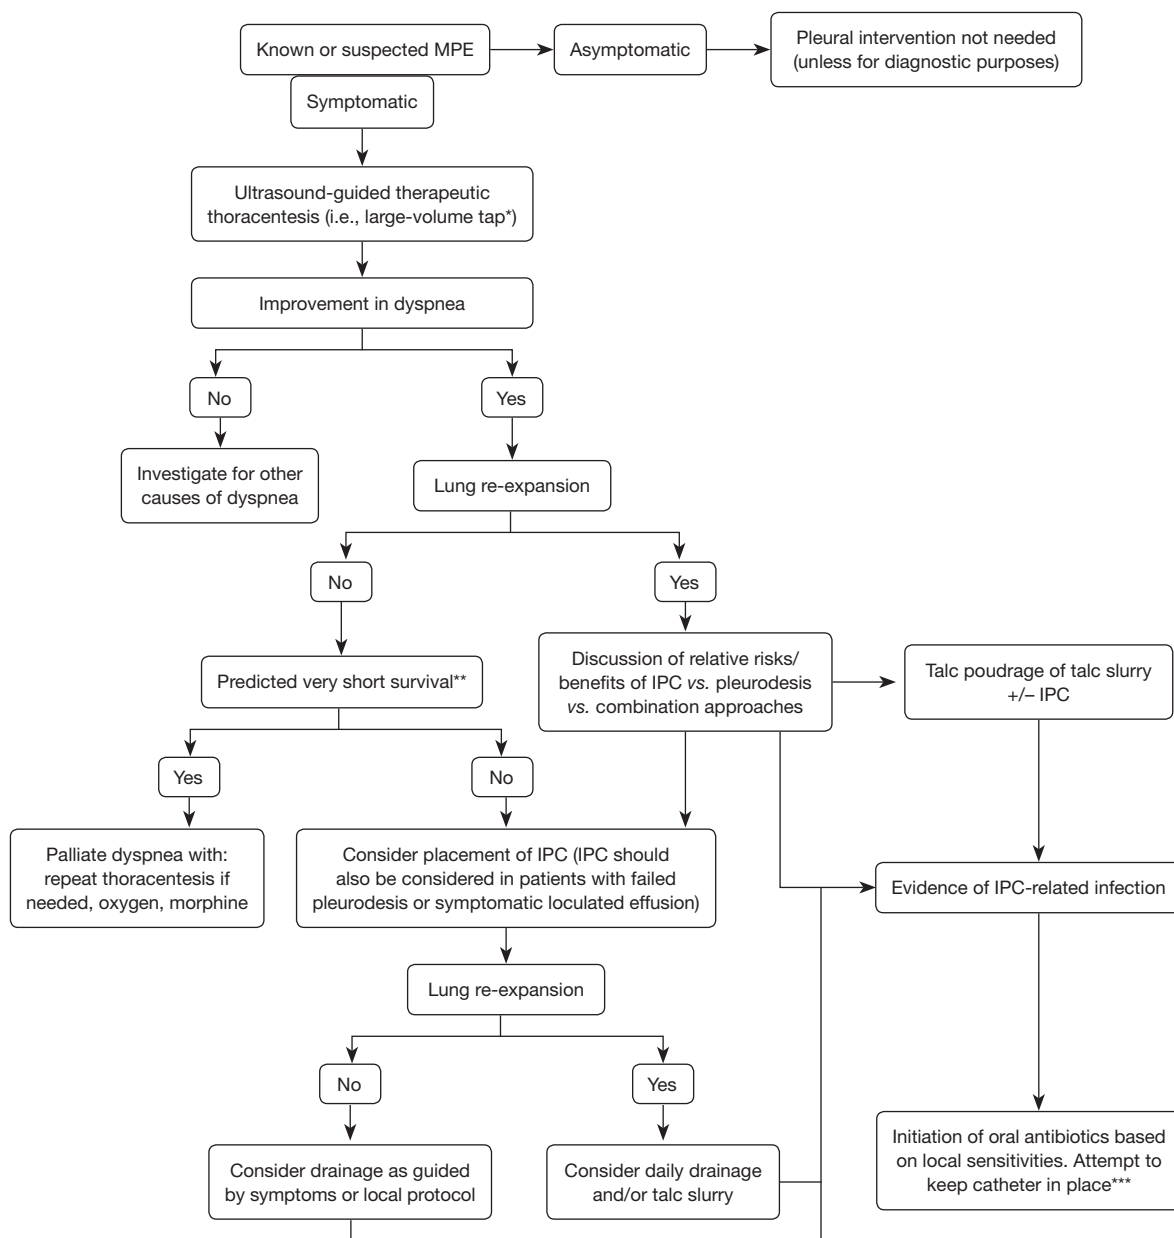 Known or suspected MPE
Asymptomatic
Pleural intervention not needed
(unless for diagnostic purposes)
Symptomatic
Ultrasound-guided therapeutic
thoracentesis (i.e., large-volume tap*)
Improvement in dyspnea
No
Yes
Investigate for other
causes of dyspnea
Lung re-expansion
No
Yes
Predicted very short survival**
Discussion of relative risks/
benefits of IPC vs. pleurodesis
vs. combination approaches
Talc poudrage of talc slurry
+/– IPC
Yes
No
Palliate dyspnea with:
repeat thoracentesis if
needed, oxygen, morphine
Consider placement of IPC (IPC should
also be considered in patients with failed
pleurodesis or symptomatic loculated effusion)
Evidence of IPC-related infection
Lung re-expansion
No
Yes
Consider drainage as guided
by symptoms or local protocol
Consider daily drainage
and/or talc slurry
Initiation of oral antibiotics based
on local sensitivities. Attempt to
keep catheter in place***